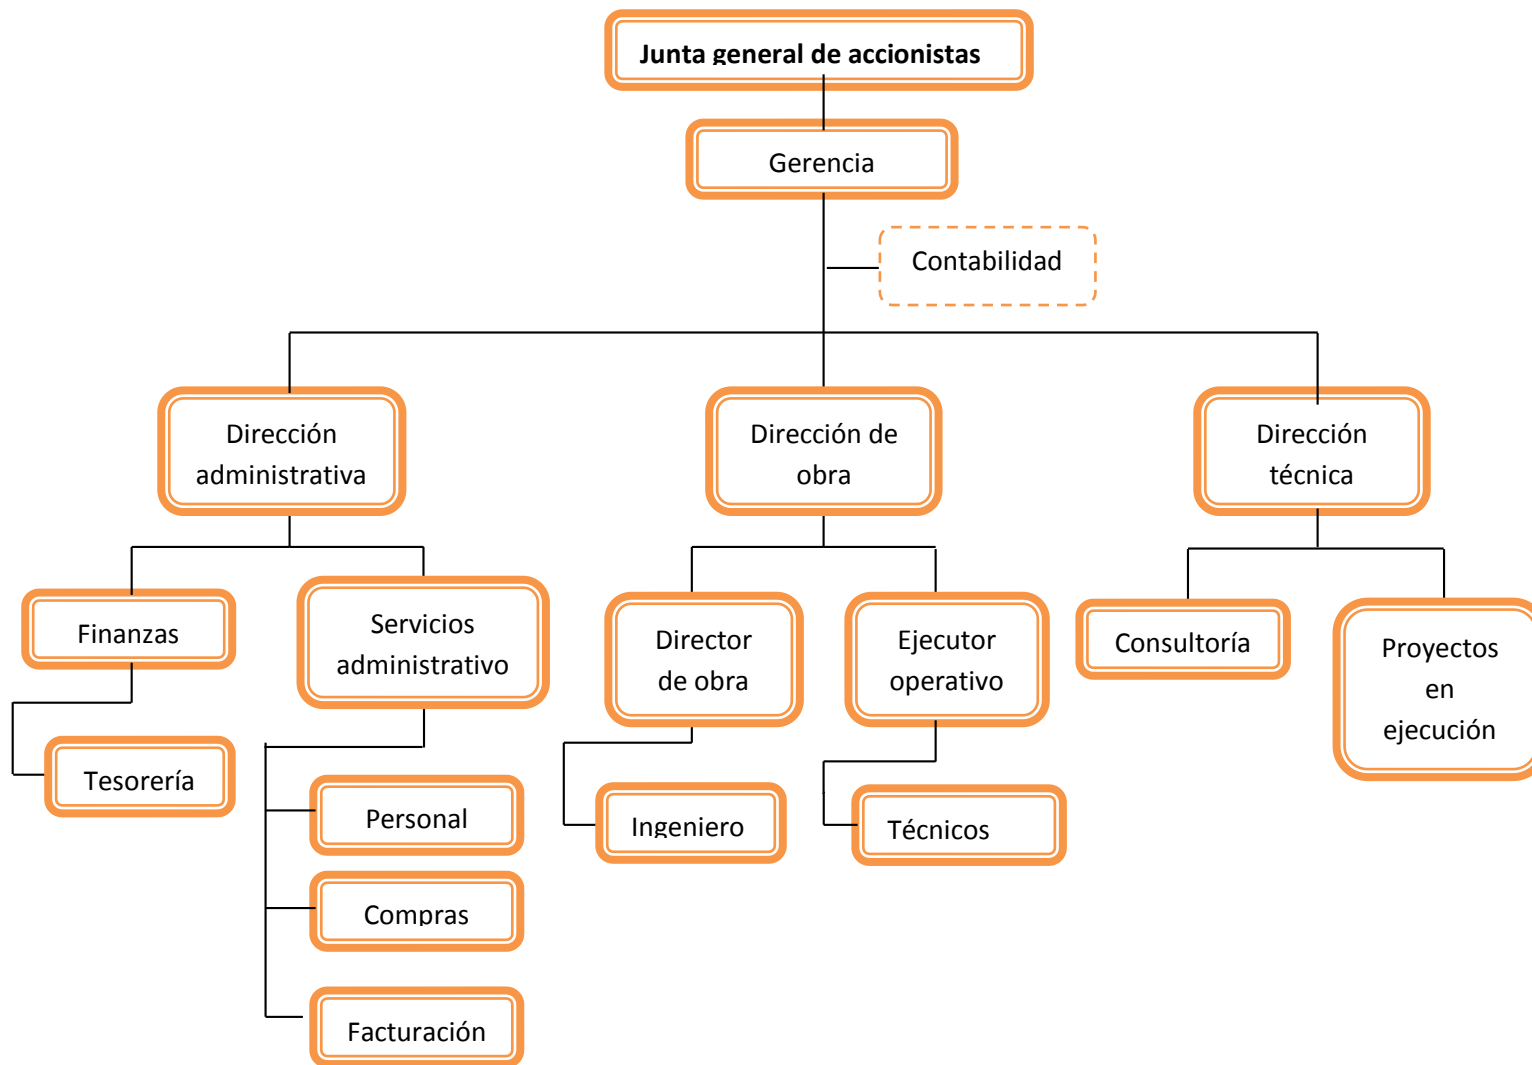 Junta general de accionistas
Gerencia
Contabilidad
Dirección
administrativa
Dirección de
obra
Dirección
técnica
Finanzas
Servicios
administrativo
Director
de obra
Ejecutor
operativo
Consultoría
Proyectos
en
ejecución
Tesorería
Personal
Ingeniero
Técnicos
Compras
Facturación